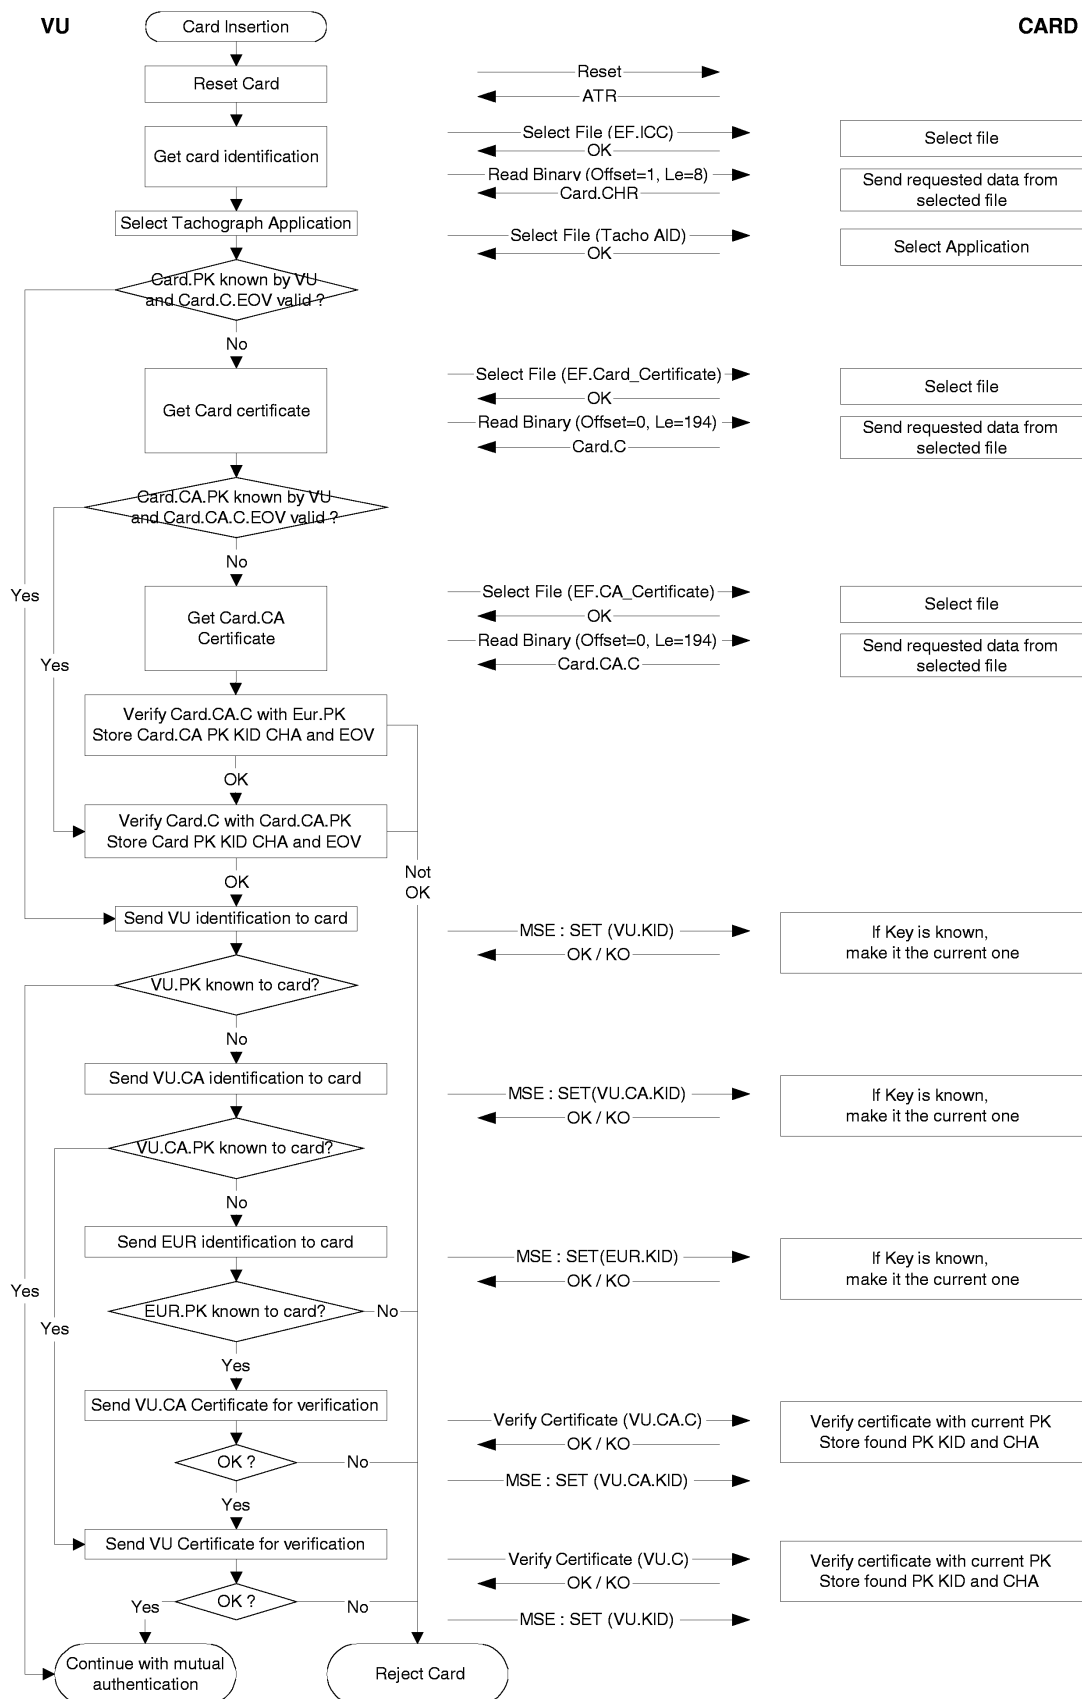 VU
CARD
Card Insertion
Reset Card
Reset
ATR
Get card identification
Select File (EF.ICC)
OK
Select file
Read Binary (Offset=1, Le=8)
Card.CHR
Send requested data from
selected file
Select Tachograph Application
Select File (Tacho AID)
OK
Select Application
Card.PK known by VU
and Card.C.EOV valid ?
No
Get Card certificate
Select File (EF.Card_Certificate)
OK
Select file
Read Binary (Offset=0, Le=194)
Card.C
Send requested data from
selected file
Card.CA.PK known by VU
and Card.CA.C.EOV valid ?
No
Yes
Get Card.CA
Certificate
Select File (EF.CA_Certificate)
OK
Select file
Read Binary (Offset=0, Le=194)
Card.CA.C
Send requested data from
selected file
Yes
Verify Card.CA.C with Eur.PK
Store Card.CA PK KID CHA and EOV
OK
Verify Card.C with Card.CA.PK
Store Card PK KID CHA and EOV
Not
OK
OK
Send VU identification to card
MSE : SET (VU.KID)
OK / KO
If Key is known,
make it the current one
VU.PK known to card?
No
Send VU.CA identification to card
MSE : SET(VU.CA.KID)
OK / KO
If Key is known,
make it the current one
VU.CA.PK known to card?
No
Send EUR identification to card
MSE : SET(EUR.KID)
OK / KO
If Key is known,
make it the current one
Yes
EUR.PK known to card?
No
Yes
Yes
Send VU.CA Certificate for verification
Verify Certificate (VU.CA.C)
OK / KO
Verify certificate with current PK
Store found PK KID and CHA
OK ?
No
MSE : SET (VU.CA.KID)
Yes
Send VU Certificate for verification
Verify Certificate (VU.C)
OK / KO
Verify certificate with current PK
Store found PK KID and CHA
OK ?
Yes
No
MSE : SET (VU.KID)
Continue with mutual
authentication
Reject Card